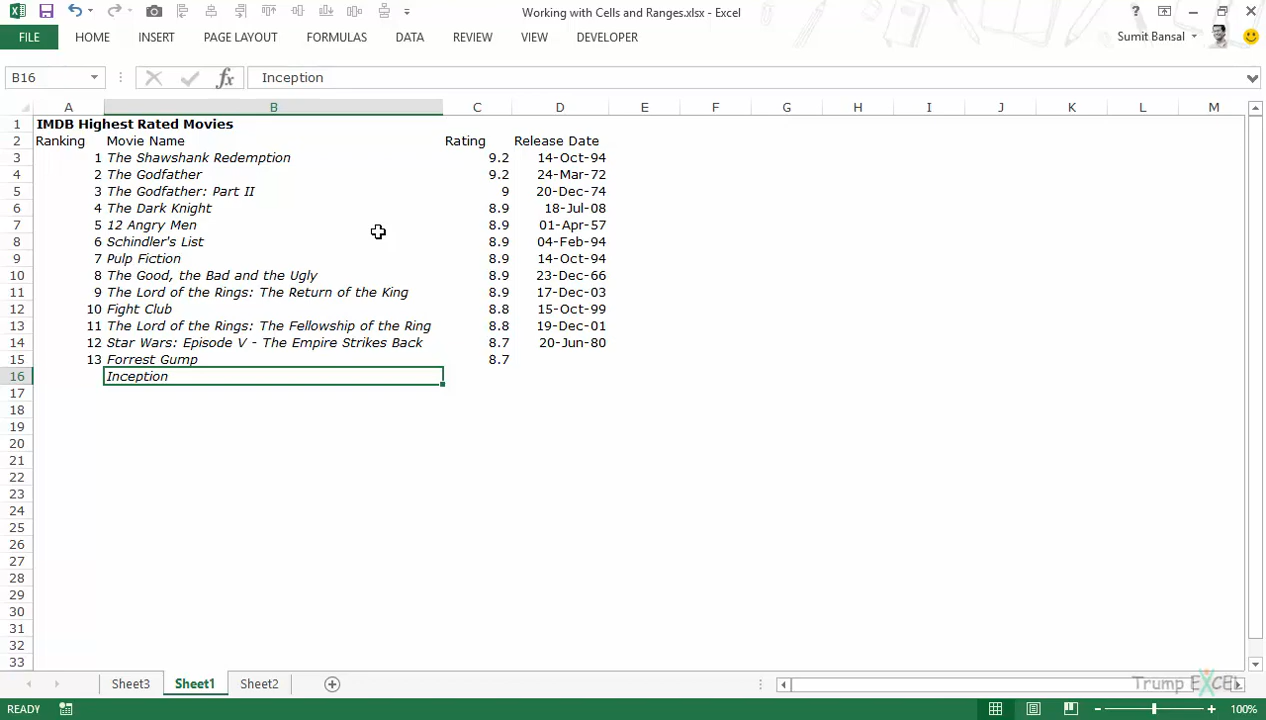 Working with Cells and Ranges.xlsx - Excel
FILE HOME INSERT PAGE LAYOUT FORMULAS DATA REVIEW VIEW DEVELOPER Sumit Bansal
B16 fx Inception
A B C D E F G H I J K L M
1 IMDB Highest Rated Movies
2 Ranking Movie Name Rating Release Date
3 1 The Shawshank Redemption 9.2 14-Oct-94
4 2 The Godfather 9.2 24-Mar-72
5 3 The Godfather: Part II 9 20-Dec-74
6 4 The Dark Knight 8.9 18-Jul-08
7 5 12 Angry Men 8.9 01-Apr-57
8 6 Schindler's List 8.9 04-Feb-94
9 7 Pulp Fiction 8.9 14-Oct-94
10 8 The Good, the Bad and the Ugly 8.9 23-Dec-66
11 9 The Lord of the Rings: The Return of the King 8.9 17-Dec-03
12 10 Fight Club 8.8 15-Oct-99
13 11 The Lord of the Rings: The Fellowship of the Ring 8.8 19-Dec-01
14 12 Star Wars: Episode V - The Empire Strikes Back 8.7 20-Jun-80
15 13 Forrest Gump 8.7
16 Inception
17
18
19
20
21
22
23
24
25
26
27
28
29
30
31
32
33
Sheet3 Sheet1 Sheet2 Trump EXCEL
READY 100%